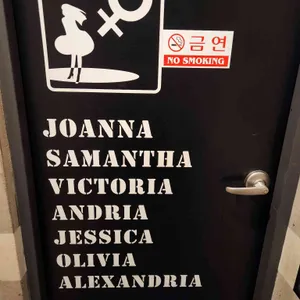 금연
NO SMOKING
JOANNA
SAMANTHA
VICTORIA
ANDRIA
JESSICA
OLIVIA
ALEXANDRIA